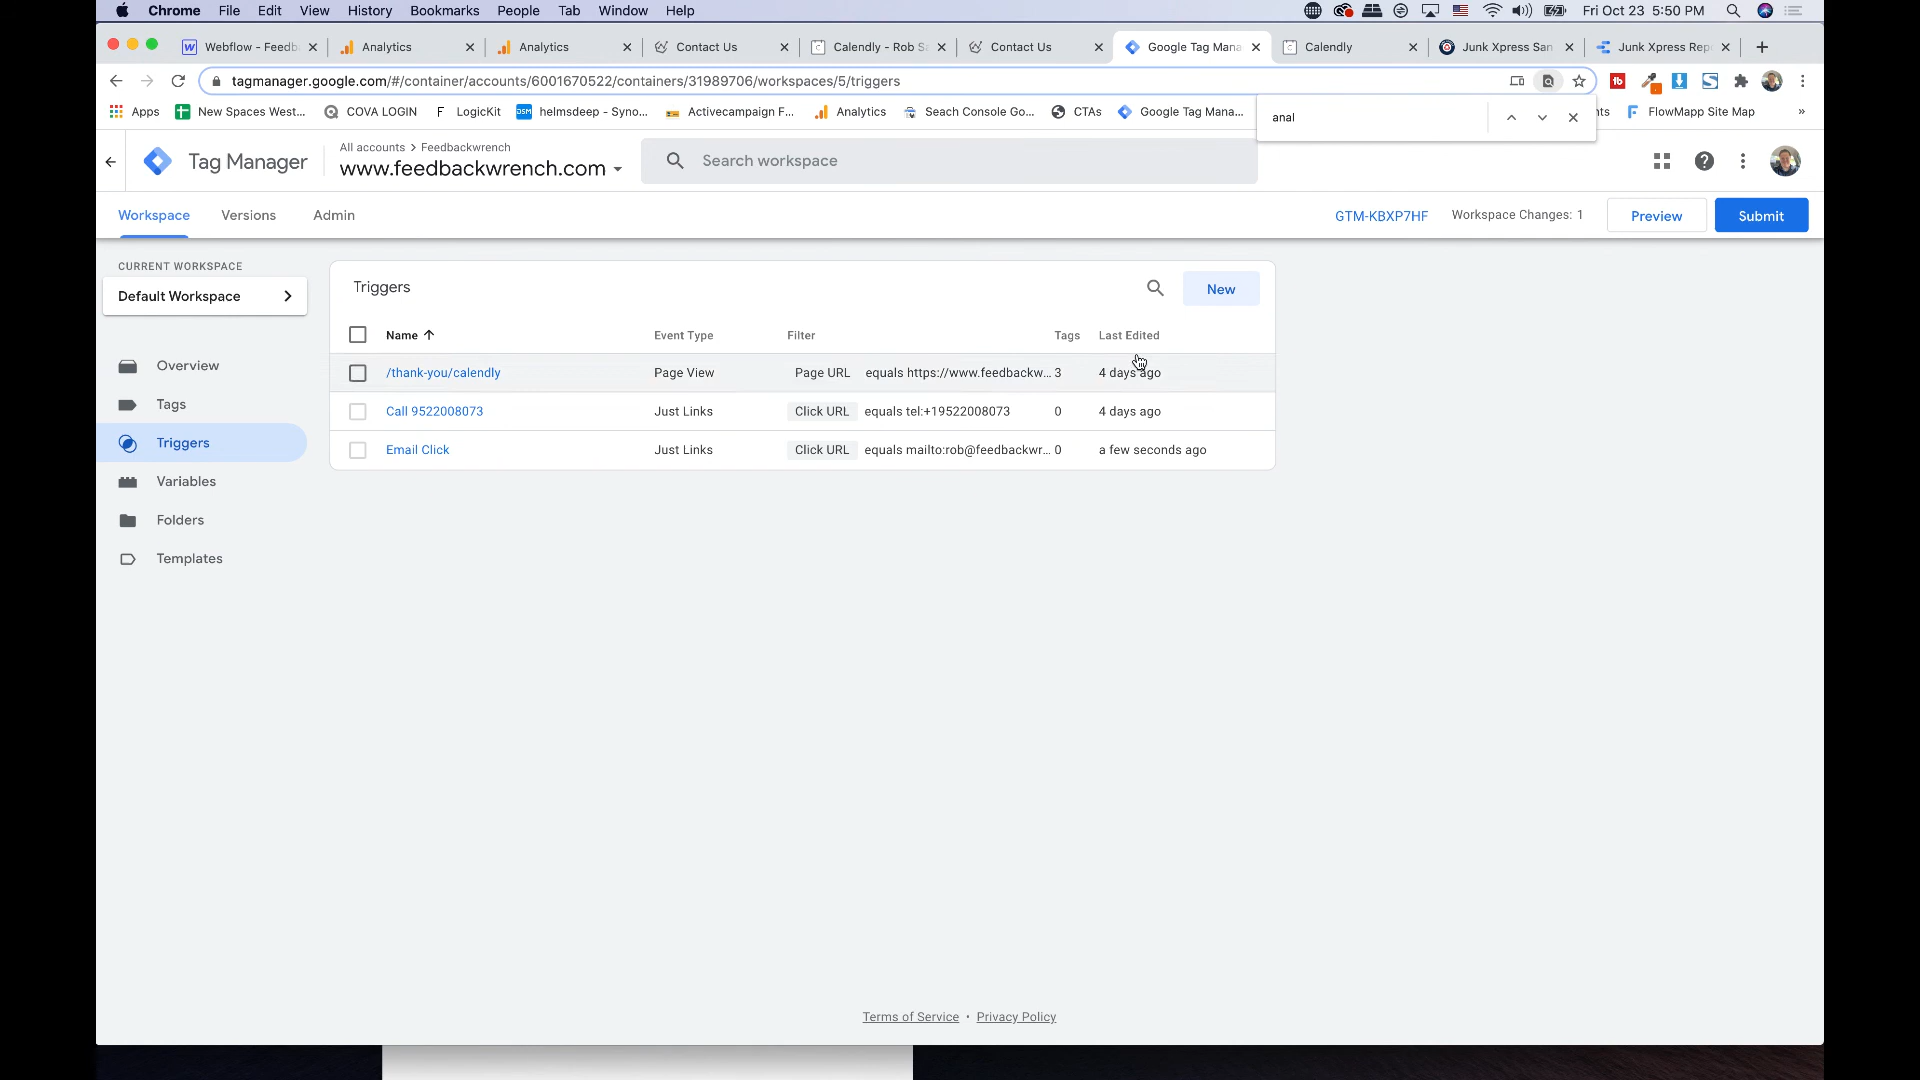 Chrome File Edit View History Bookmarks People Tab Window Help Fri Oct 23 5:50 PM
Webflow - Feedb Analytics Analytics Contact Us Calendly - Rob S Contact Us Google Tag Mana Calendly Junk Xpress San Junk Xpress Rep
tagmanager.google.com/#/container/accounts/6001670522/containers/31989706/workspaces/5/triggers
Apps New Spaces West... COVA LOGIN LogicKit helmsdeep - Syno... Activecampaign F... Analytics Seach Console Go... CTAs Google Tag Mana... nts FlowMapp Site Map »
anal
Tag Manager
All accounts > Feedbackwrench
www.feedbackwrench.com
Search workspace
Workspace Versions Admin GTM-KBXP7HF Workspace Changes: 1 Preview Submit
CURRENT WORKSPACE
Default Workspace
Overview
Tags
Triggers
Variables
Folders
Templates
Triggers New
Name Event Type Filter Tags Last Edited
/thank-you/calendly Page View Page URL equals https://www.feedbackw... 3 4 days ago
Call 9522008073 Just Links Click URL equals tel:+19522008073 0 4 days ago
Email Click Just Links Click URL equals mailto:rob@feedbackwr... 0 a few seconds ago
Terms of Service • Privacy Policy